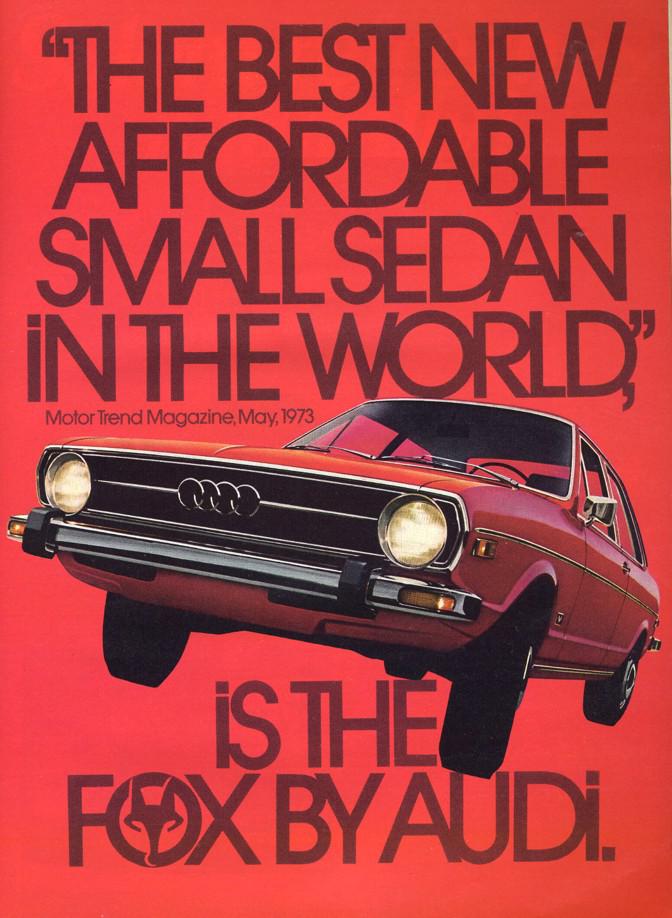 “THE BEST NEW
AFFORDABLE
SMALL SEDAN
iN THE WORLD,”
Motor Trend Magazine, May, 1973
iS THE
FOX BY AUDi.